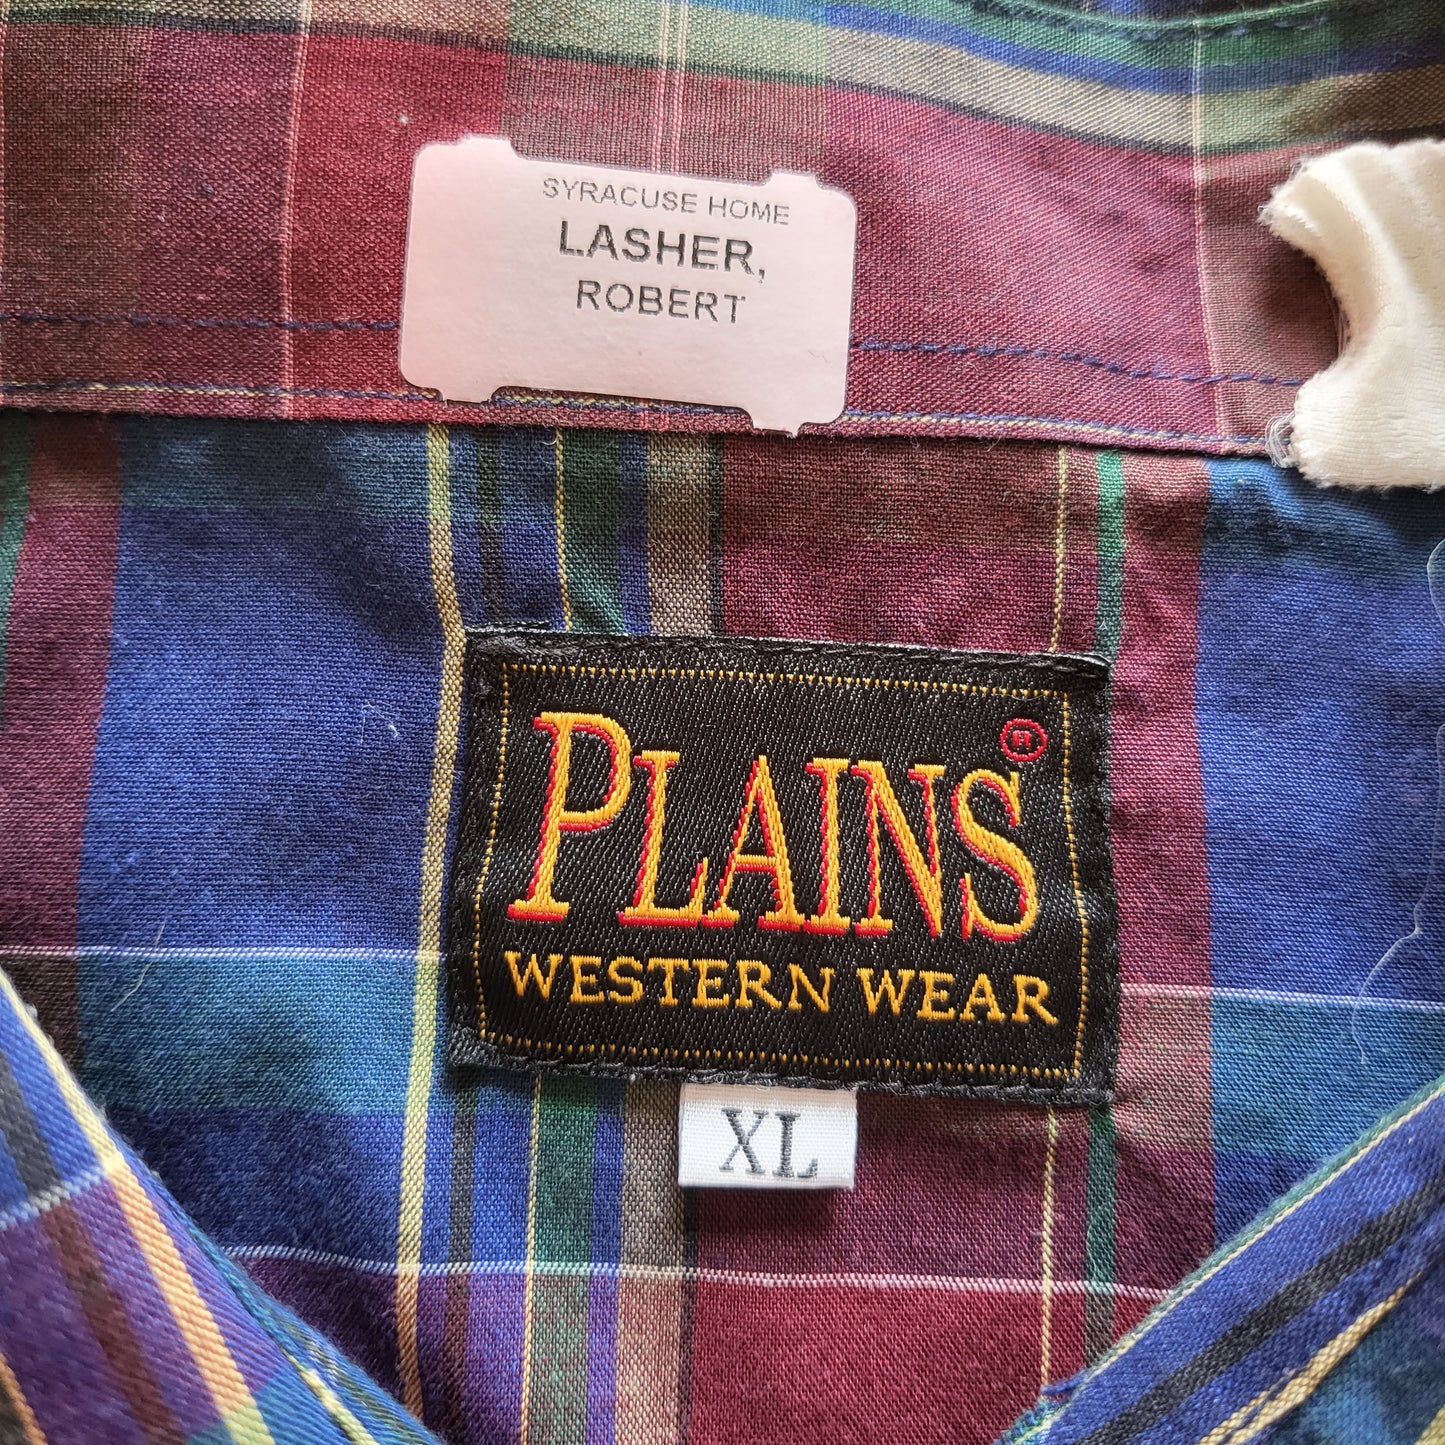 SYRACUSE HOME
LASHER,
ROBERT
PLAINS®
WESTERN WEAR
XL